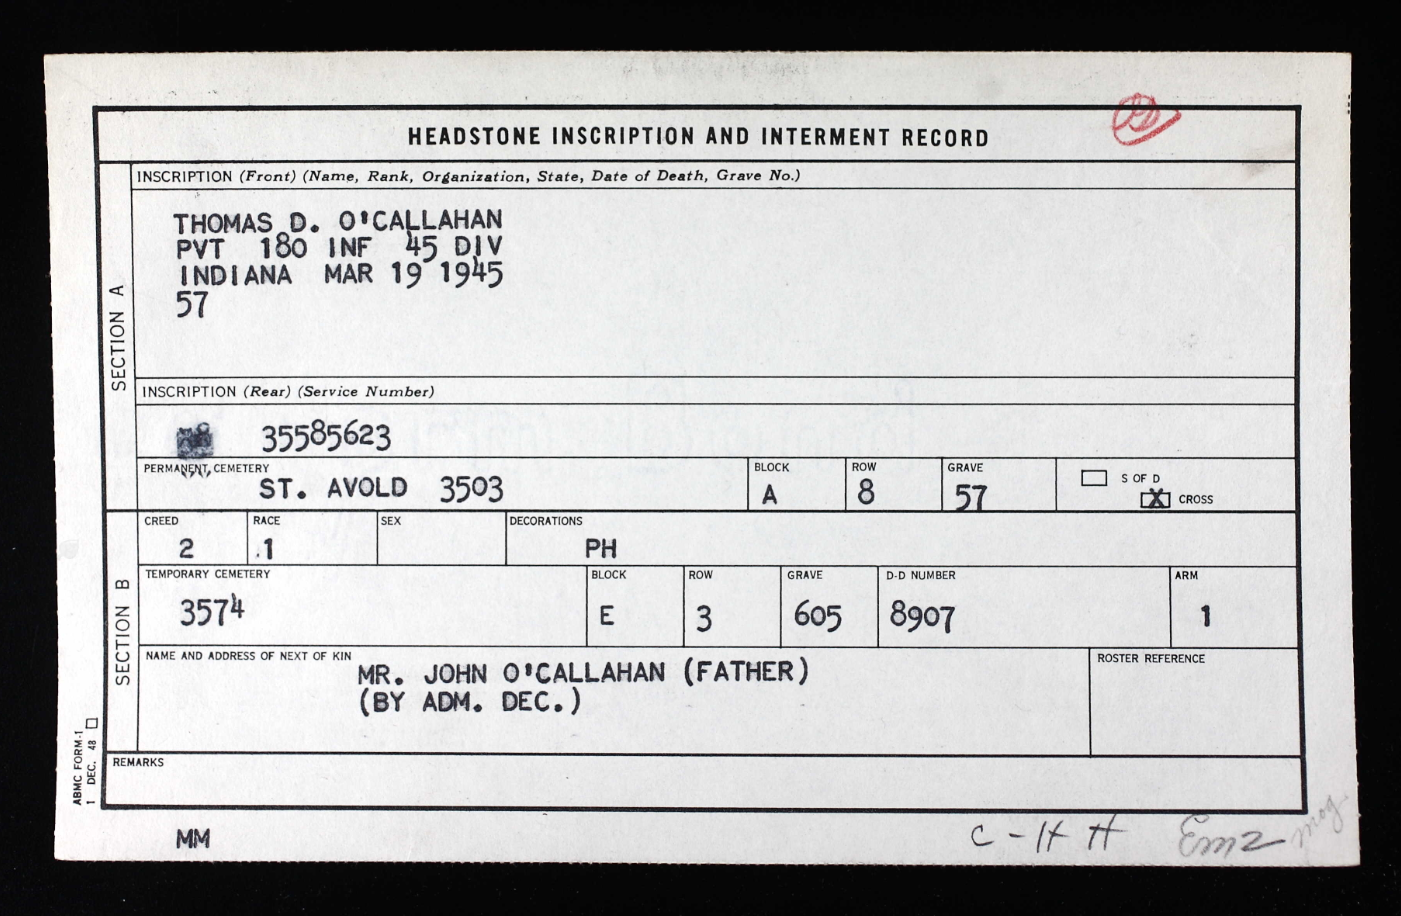 HEADSTONE INSCRIPTION AND INTERMENT RECORD
SECTION A
INSCRIPTION (Front) (Name, Rank, Organization, State, Date of Death, Grave No.)
THOMAS D. O'CALLAHAN
PVT 180 INF 45 DIV
INDIANA MAR 19 1945
57
INSCRIPTION (Rear) (Service Number)
35585623
PERMANENT CEMETERY
ST. AVOLD 3503
BLOCK
A
ROW
8
GRAVE
57
S OF D
X CROSS
SECTION B
CREED
2
RACE
1
SEX
DECORATIONS
PH
TEMPORARY CEMETERY
3574
BLOCK
E
ROW
3
GRAVE
605
D-D NUMBER
8907
ARM
1
NAME AND ADDRESS OF NEXT OF KIN
MR. JOHN O'CALLAHAN (FATHER)
(BY ADM. DEC.)
ROSTER REFERENCE
REMARKS
ABMC FORM-1
1 DEC. 48
MM
C-HH